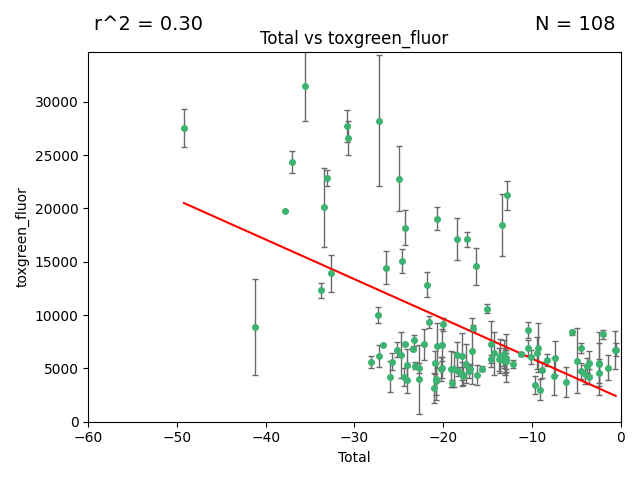 r^2 = 0.30
N = 108
Total vs toxgreen_fluor
30000
25000
20000
15000
10000
5000
0
toxgreen_fluor
−60
−50
−40
−30
−20
−10
0
Total